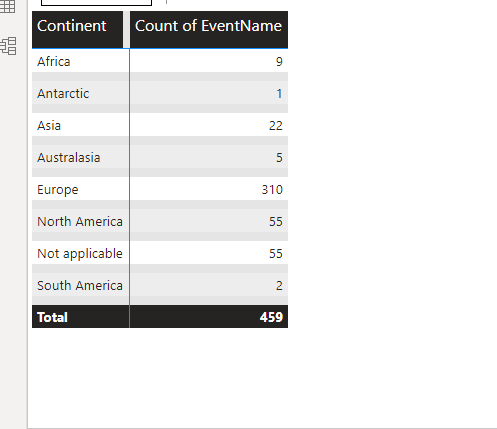 Continent Count of EventName
Africa 9
Antarctic 1
Asia 22
Australasia 5
Europe 310
North America 55
Not applicable 55
South America 2
Total 459